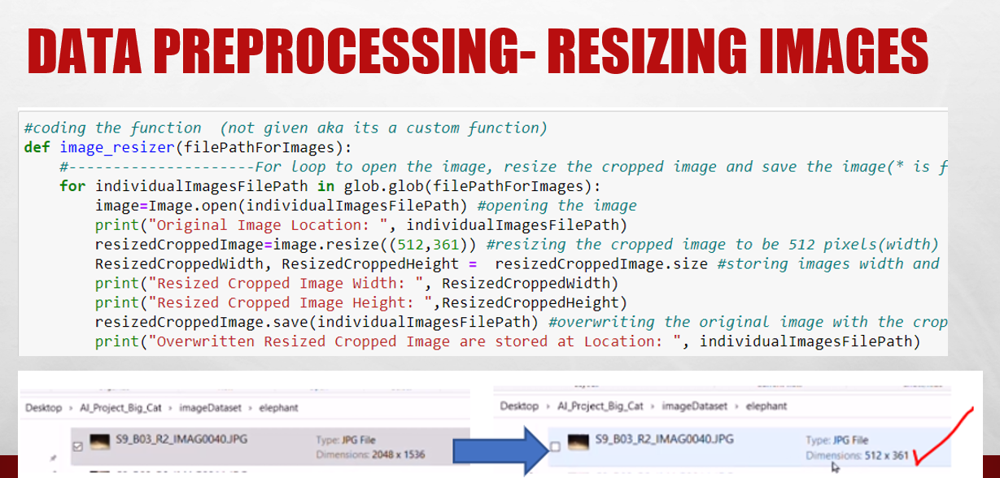 DATA PREPROCESSING- RESIZING IMAGES
#coding the function  (not given aka its a custom function)
def image_resizer(filePathForImages):
    #---------------------For loop to open the image, resize the cropped image and save the image(* is f
    for individualImagesFilePath in glob.glob(filePathForImages):
        image=Image.open(individualImagesFilePath) #opening the image
        print("Original Image Location: ", individualImagesFilePath)
        resizedCroppedImage=image.resize((512,361)) #resizing the cropped image to be 512 pixels(width)
        ResizedCroppedWidth, ResizedCroppedHeight =  resizedCroppedImage.size #storing images width and
        print("Resized Cropped Image Width: ", ResizedCroppedWidth)
        print("Resized Cropped Image Height: ",ResizedCroppedHeight)
        resizedCroppedImage.save(individualImagesFilePath) #overwriting the original image with the crop
        print("Overwritten Resized Cropped Image are stored at Location: ", individualImagesFilePath)
Desktop > AI_Project_Big_Cat > imageDataset > elephant
S9_B03_R2_IMAG0040.JPG
Type: JPG File
Dimensions: 2048 x 1536
Desktop > AI_Project_Big_Cat > imageDataset > elephant
S9_B03_R2_IMAG0040.JPG
Type: JPG File
Dimensions: 512 x 361